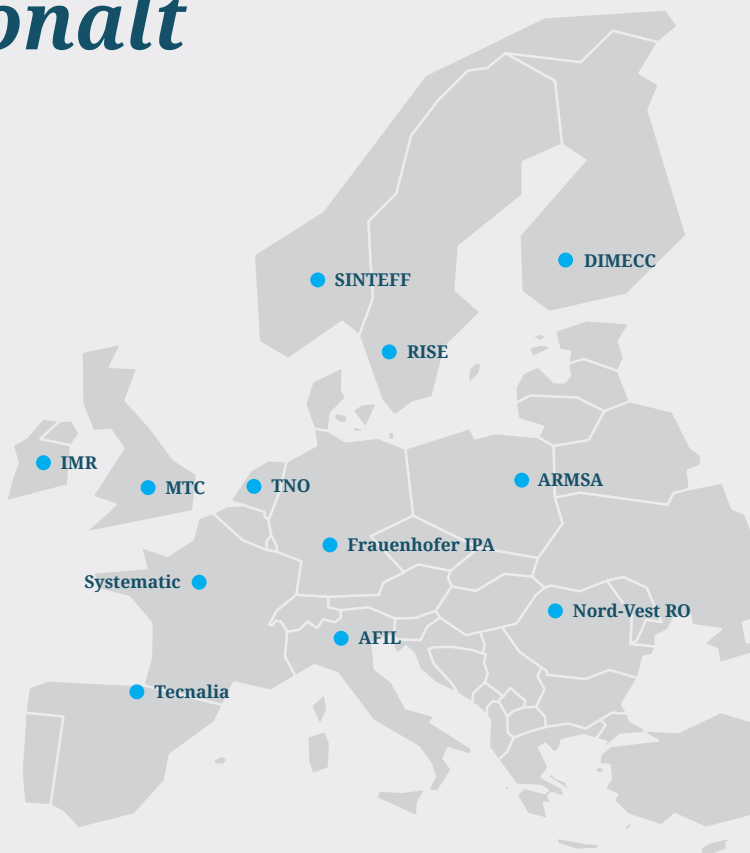 onalt
DIMECC
SINTEFF
RISE
IMR
MTC
TNO
ARMSA
Frauenhofer IPA
Systematic
Nord-Vest RO
AFIL
Tecnalia